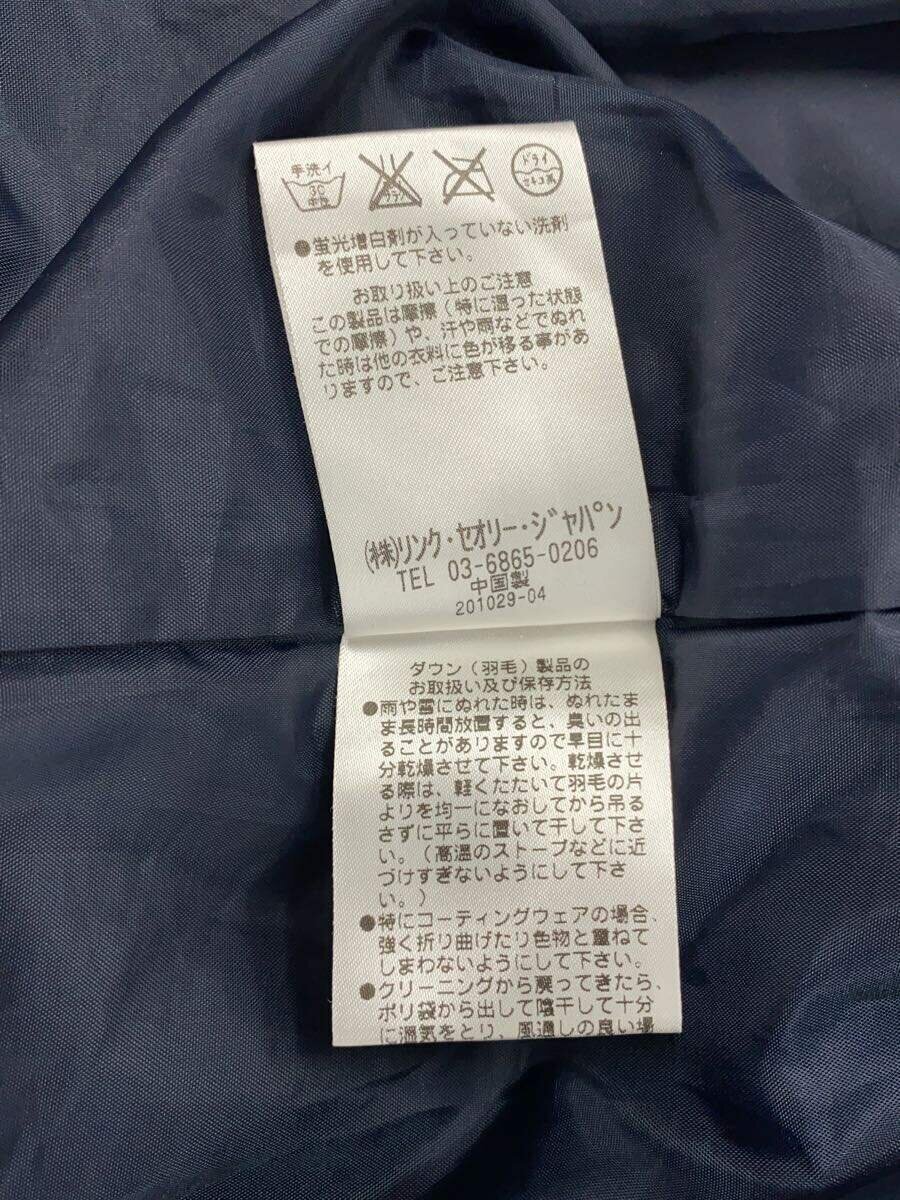 手洗イ
30
中性
エンソ
サラシ
ドライ
セキユ系
●蛍光増白剤が入っていない洗剤
を使用して下さい。
お取り扱い上のご注意
この製品は摩擦(特に湿った状態
での摩擦)や、汗や雨などでぬれ
た時は他の衣料に色が移る事があ
りますので、ご注意下さい。
(株)リンク・セオリー・ジャパン
TEL 03-6865-0206
中国製
201029-04
ダウン(羽毛)製品の
お取扱い及び保存方法
●雨や雪にぬれた時は、ぬれたま
ま長時間放置すると、臭いの出
ることがありますので早目に十
分乾燥させて下さい。乾燥させ
る際は、軽くたたいて羽毛の片
よりを均一になおしてから吊る
さずに平らに置いて干して下さ
い。(高温のストーブなどに近
づけすぎないようにして下さ
い。)
●特にコーティングウェアの場合、
強く折り曲げたり色物と重ねて
しまわないようにして下さい。
●クリーニングから戻ってきたら、
ポリ袋から出して陰干して十分
に湿気をとり、風通しの良い場